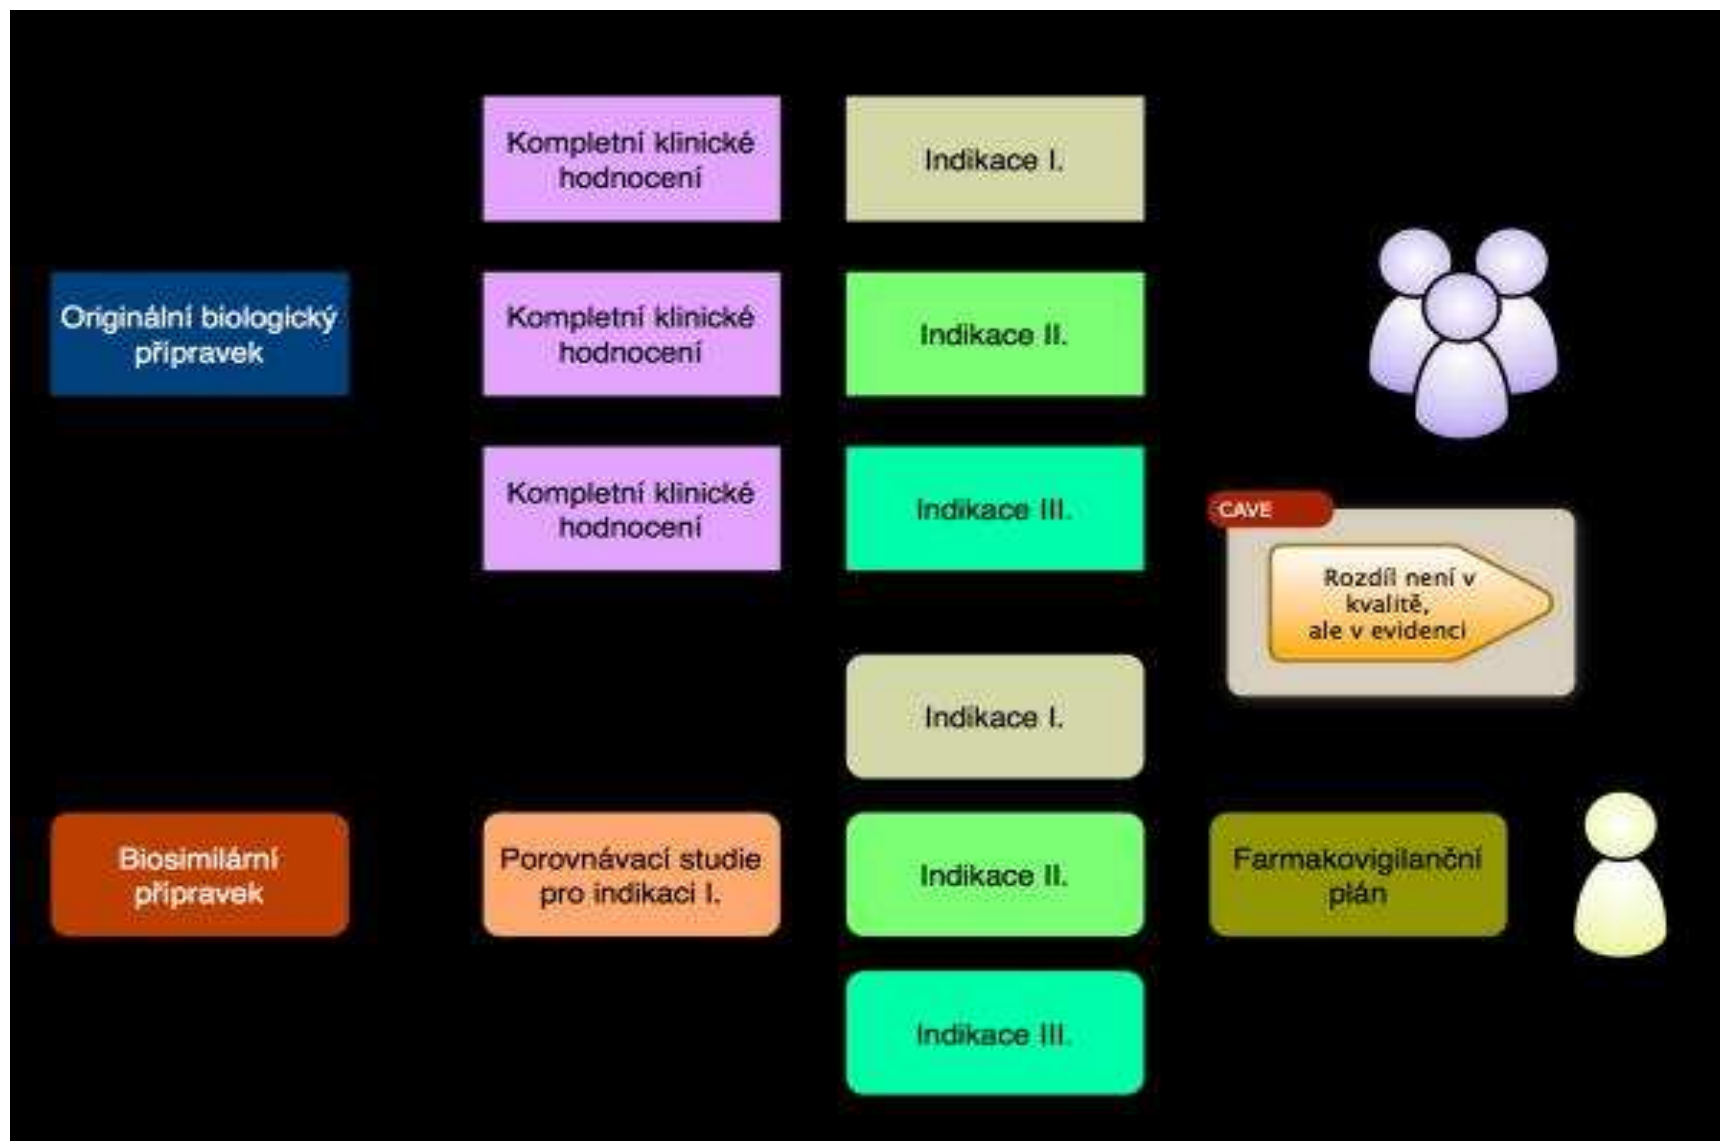 Kompletní klinické
hodnocení
Indikace I.
Originální biologický
přípravek
Kompletní klinické
hodnocení
Indikace II.
Kompletní klinické
hodnocení
Indikace III.
CAVE
Rozdíl není v
kvalitě,
ale v evidenci
Indikace I.
Biosimilární
přípravek
Porovnávací studie
pro indikaci I.
Indikace II.
Farmakovigilanční
plán
Indikace III.